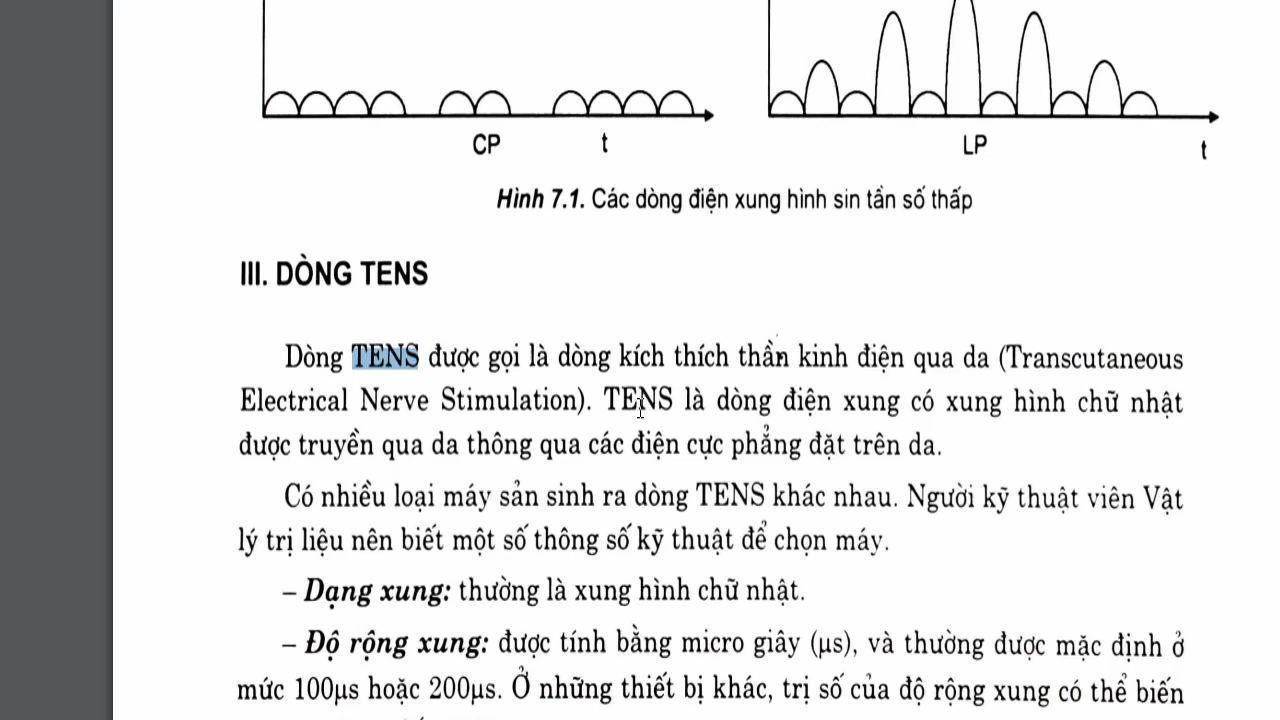 CP
t
LP
t
Hình 7.1. Các dòng điện xung hình sin tần số thấp
III. DÒNG TENS
Dòng TENS được gọi là dòng kích thích thần kinh điện qua da (Transcutaneous
Electrical Nerve Stimulation). TENS là dòng điện xung có xung hình chữ nhật
được truyền qua da thông qua các điện cực phẳng đặt trên da.
Có nhiều loại máy sản sinh ra dòng TENS khác nhau. Người kỹ thuật viên Vật
lý trị liệu nên biết một số thông số kỹ thuật để chọn máy.
– Dạng xung: thường là xung hình chữ nhật.
– Độ rộng xung: được tính bằng micro giây (µs), và thường được mặc định ở
mức 100µs hoặc 200µs. Ở những thiết bị khác, trị số của độ rộng xung có thể biến